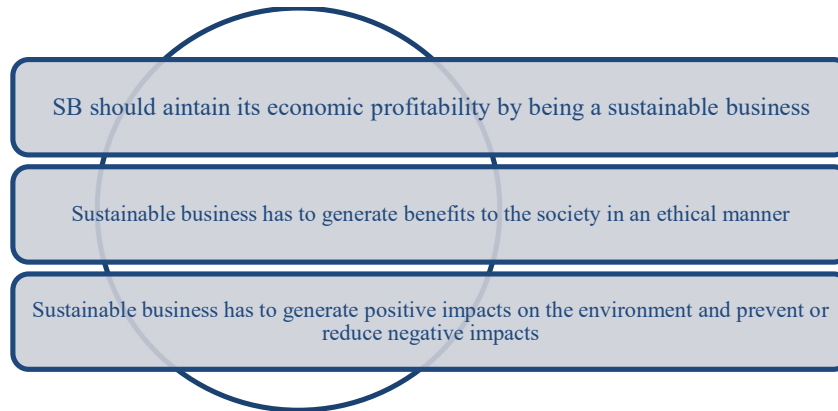 SB should aintain its economic profitability by being a sustainable business
Sustainable business has to generate benefits to the society in an ethical manner
Sustainable business has to generate positive impacts on the environment and prevent or
reduce negative impacts